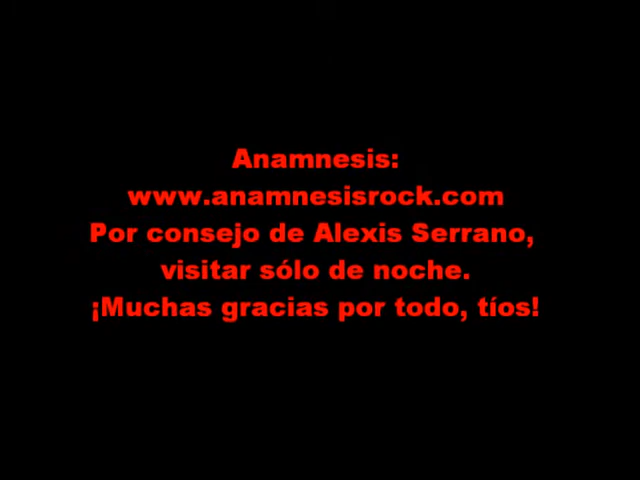 Anamnesis:
www.anamnesisrock.com
Por consejo de Alexis Serrano,
visitar sólo de noche.
¡Muchas gracias por todo, tíos!